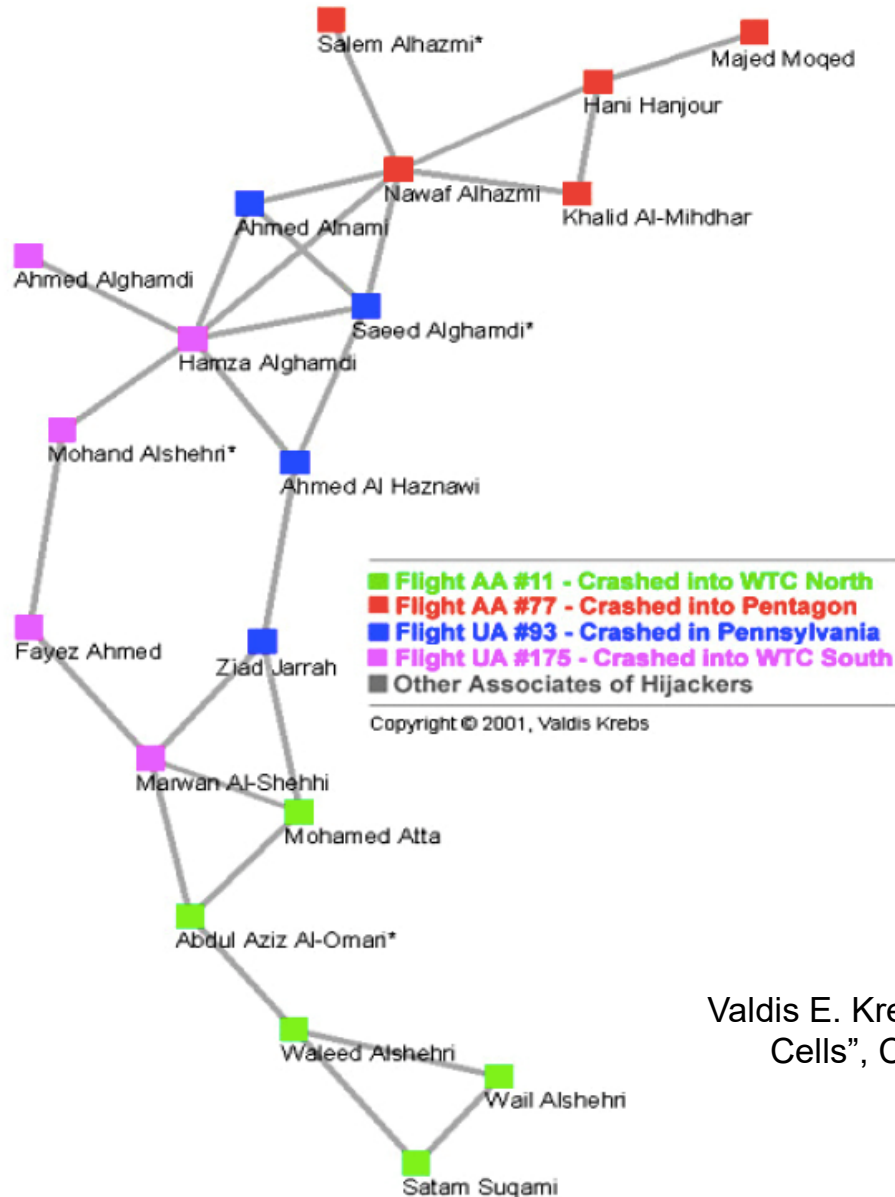 Salem Alhazmi*
Majed Moqed
Hani Hanjour
Nawaf Alhazmi
Khalid Al-Mihdhar
Ahmed Alnami
Ahmed Alghamdi
Saeed Alghamdi*
Hamza Alghamdi
Mohand Alshehri*
Ahmed Al Haznawi
Flight AA #11 - Crashed into WTC North
Flight AA #77 - Crashed into Pentagon
Flight UA #93 - Crashed in Pennsylvania
Flight UA #175 - Crashed into WTC South
Other Associates of Hijackers
Copyright © 2001, Valdis Krebs
Fayez Ahmed
Ziad Jarrah
Marwan Al-Shehhi
Mohamed Atta
Abdul Aziz Al-Omari*
Valdis E. Kre
Cells”, C
Waleed Alshehri
Wail Alshehri
Satam Suqami